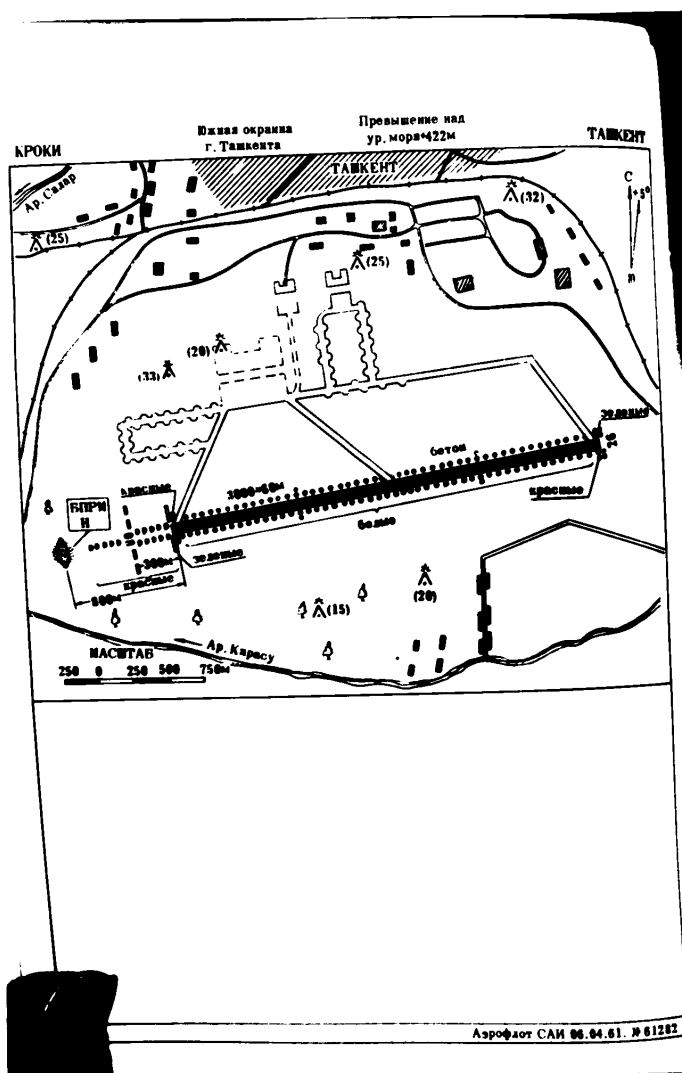 КРОКИ
Южная окраина
г. Ташкента
Превышение над
ур. моря+422м
ТАШКЕНТ
Ар. Салар
ТАШКЕНТ
(32)
С
+5°
(25)
(25)
(20)
(33)
зеленые
бетон
26
красные
3000×60м
БПРМ
Н
красные
белые
300м
зеленые
красные
800м
(15)
(20)
Ар. Карасу
МАСШТАБ
250 0 250 500 750м
Аэрофлот САИ 06.04.61. № 61282